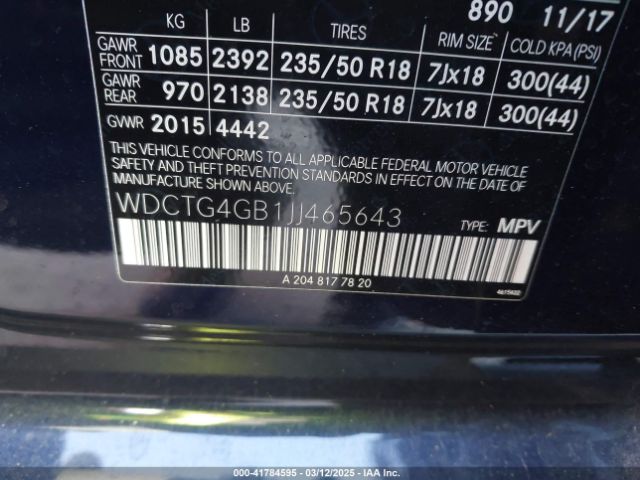 890 11/17
KG LB TIRES RIM SIZE COLD KPA(PSI)
GAWR FRONT 1085 2392 235/50 R18 7Jx18 300(44)
GAWR REAR 970 2138 235/50 R18 7Jx18 300(44)
GVWR 2015 4442
THIS VEHICLE CONFORMS TO ALL APPLICABLE FEDERAL MOTOR VEHICLE
SAFETY AND THEFT PREVENTION STANDARDS IN EFFECT ON THE DATE
OF MANUFACTURE SHOWN ABOVE.
WDCTG4GB1JJ465643 TYPE: MPV
A 204 817 78 20
000-41784595 - 03/12/2025 - IAA Inc.